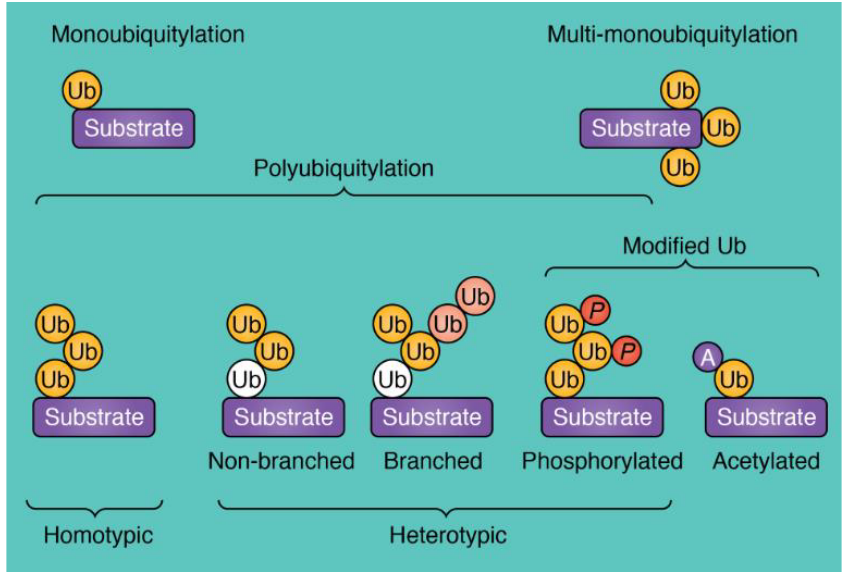 Monoubiquitylation
Multi-monoubiquitylation
Ub
Substrate
Ub
Substrate
Ub
Ub
Polyubiquitylation
Modified Ub
Ub
Ub
Ub
Substrate
Ub
Ub
Ub
Substrate
Non-branched
Ub
Ub
Ub
Ub
Ub
Substrate
Branched
Ub
P
Ub
P
Ub
Substrate
Phosphorylated
A
Ub
Substrate
Acetylated
Homotypic
Heterotypic